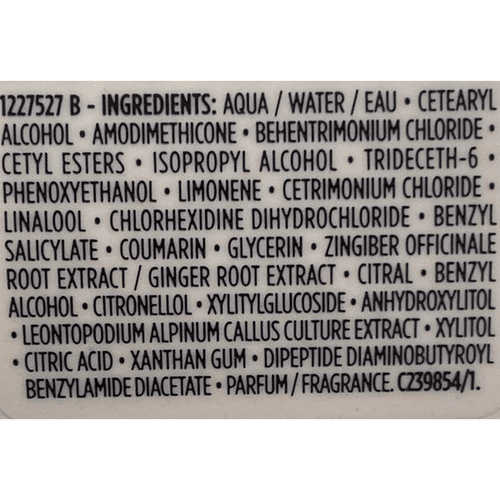 1227527 B - INGREDIENTS: AQUA / WATER / EAU • CETEARYL
ALCOHOL • AMODIMETHICONE • BEHENTRIMONIUM CHLORIDE •
CETYL ESTERS • ISOPROPYL ALCOHOL • TRIDECETH-6 •
PHENOXYETHANOL • LIMONENE • CETRIMONIUM CHLORIDE •
LINALOOL • CHLORHEXIDINE DIHYDROCHLORIDE • BENZYL
SALICYLATE • COUMARIN • GLYCERIN • ZINGIBER OFFICINALE
ROOT EXTRACT / GINGER ROOT EXTRACT • CITRAL • BENZYL
ALCOHOL • CITRONELLOL • XYLITYLGLUCOSIDE • ANHYDROXYLITOL
• LEONTOPODIUM ALPINUM CALLUS CULTURE EXTRACT • XYLITOL
• CITRIC ACID • XANTHAN GUM • DIPEPTIDE DIAMINOBUTYROYL
BENZYLAMIDE DIACETATE • PARFUM / FRAGRANCE. C239854/1.